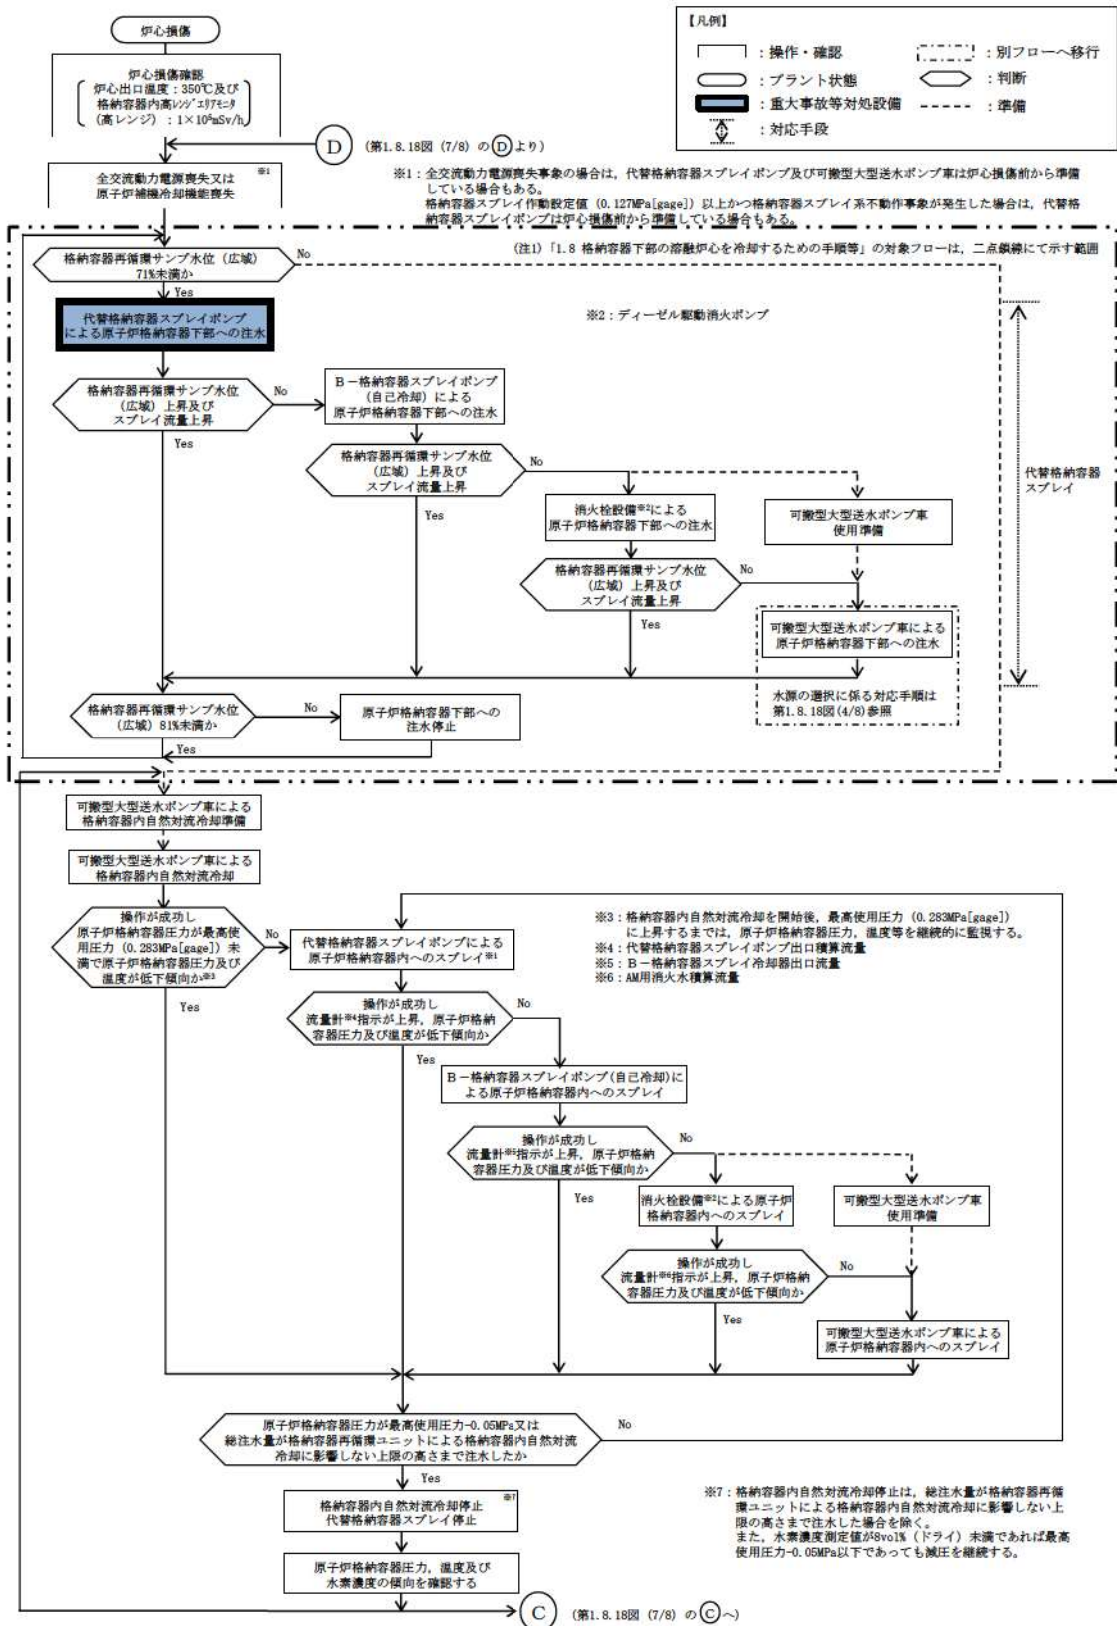 炉心損傷
炉心損傷確認
炉心出口温度：350℃及び
格納容器内高レンジエリアモニタ
(高レンジ)：1×10⁵mSv/h
【凡例】
：操作・確認
：別フローへ移行
：プラント状態
：判断
：重大事故等対処設備
：準備
：対応手段
D
(第1.8.18図 (7/8) の D より)
全交流動力電源喪失又は ※1
原子炉補機冷却機能喪失
※1：全交流動力電源喪失事象の場合は，代替格納容器スプレイポンプ及び可搬型大型送水ポンプ車は炉心損傷前から準備
している場合もある。
格納容器スプレイ作動設定値 (0.127MPa[gage]) 以上かつ格納容器スプレイ系不動作事象が発生した場合は，代替格
納容器スプレイポンプは炉心損傷前から準備している場合もある。
(注1)「1.8 格納容器下部の溶融炉心を冷却するための手順等」の対象フローは，二点鎖線にて示す範囲
格納容器再循環サンプ水位 (広域)
71%未満か
No
Yes
代替格納容器スプレイポンプ
による原子炉格納容器下部への注水
※2：ディーゼル駆動消火ポンプ
格納容器再循環サンプ水位
(広域) 上昇及び
スプレイ流量上昇
No
Yes
B－格納容器スプレイポンプ
(自己冷却) による
原子炉格納容器下部への注水
格納容器再循環サンプ水位
(広域) 上昇及び
スプレイ流量上昇
No
Yes
代替格納容器
スプレイ
消火栓設備※2による
原子炉格納容器下部への注水
可搬型大型送水ポンプ車
使用準備
格納容器再循環サンプ水位
(広域) 上昇及び
スプレイ流量上昇
No
Yes
可搬型大型送水ポンプ車による
原子炉格納容器下部への注水
水源の選択に係る対応手順は
第1.8.18図(4/8)参照
格納容器再循環サンプ水位
(広域) 81%未満か
No
Yes
原子炉格納容器下部への
注水停止
可搬型大型送水ポンプ車による
格納容器内自然対流冷却準備
可搬型大型送水ポンプ車による
格納容器内自然対流冷却
操作が成功し
原子炉格納容器圧力が最高使
用圧力 (0.283MPa[gage]) 未
満で原子炉格納容器圧力及び
温度が低下傾向か※3
No
Yes
代替格納容器スプレイポンプによる
原子炉格納容器内へのスプレイ※1
※3：格納容器内自然対流冷却を開始後，最高使用圧力 (0.283MPa[gage])
に上昇するまでは，原子炉格納容器圧力，温度等を継続的に監視する。
※4：代替格納容器スプレイポンプ出口積算流量
※5：B－格納容器スプレイ冷却器出口流量
※6：AM用消火水積算流量
操作が成功し
流量計※4指示が上昇，原子炉格納
容器圧力及び温度が低下傾向か
No
Yes
B－格納容器スプレイポンプ(自己冷却)に
よる原子炉格納容器内へのスプレイ
操作が成功し
流量計※5指示が上昇，原子炉格納
容器圧力及び温度が低下傾向か
No
Yes
消火栓設備※2による原子炉
格納容器内へのスプレイ
可搬型大型送水ポンプ車
使用準備
操作が成功し
流量計※6指示が上昇，原子炉格納
容器圧力及び温度が低下傾向か
No
Yes
可搬型大型送水ポンプ車による
原子炉格納容器内へのスプレイ
原子炉格納容器圧力が最高使用圧力-0.05MPa又は
総注水量が格納容器再循環ユニットによる格納容器内自然対流
冷却に影響しない上限の高さまで注水したか
No
Yes
格納容器内自然対流冷却停止 ※7
代替格納容器スプレイ停止
※7：格納容器内自然対流冷却停止は，総注水量が格納容器再循
環ユニットによる格納容器内自然対流冷却に影響しない上
限の高さまで注水した場合を除く。
また，水素濃度測定値が8vol%（ドライ）未満であれば最高
使用圧力-0.05MPa以下であっても減圧を継続する。
原子炉格納容器圧力，温度及び
水素濃度の傾向を確認する
C
(第1.8.18図 (7/8) の C へ)